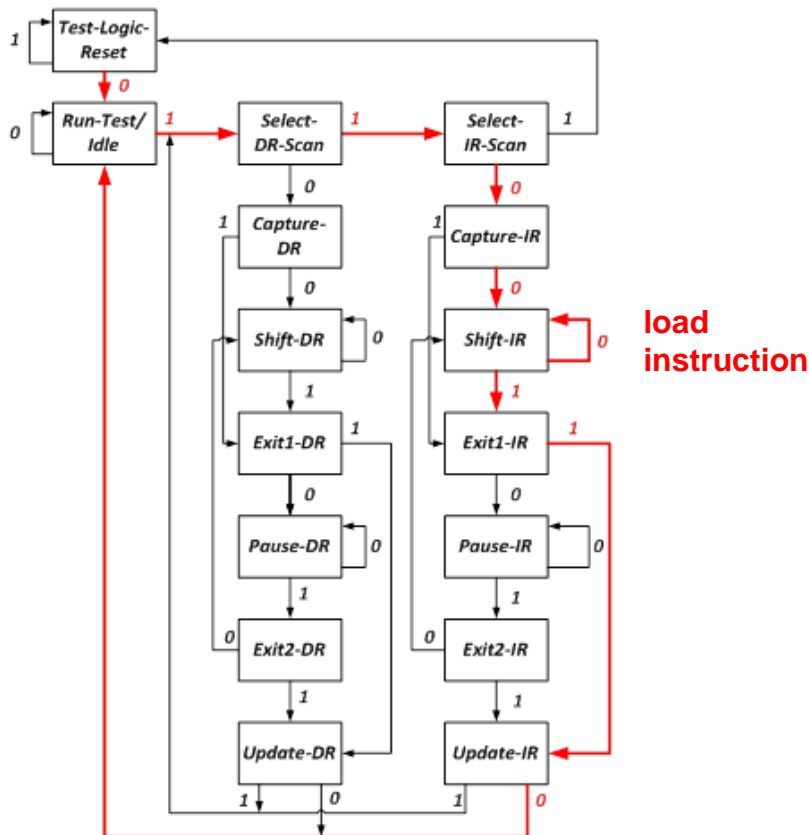 Test-Logic-
Reset
1
0
Run-Test/
Idle
0
1
Select-
DR-Scan
1
Select-
IR-Scan
1
0
0
1
Capture-
DR
1
Capture-IR
0
0
Shift-DR
0
Shift-IR
0
load
instruction
1
1
Exit1-DR
1
Exit1-IR
1
0
0
Pause-DR
0
Pause-IR
0
1
1
0
Exit2-DR
0
Exit2-IR
1
1
Update-DR
Update-IR
1
0
1
0